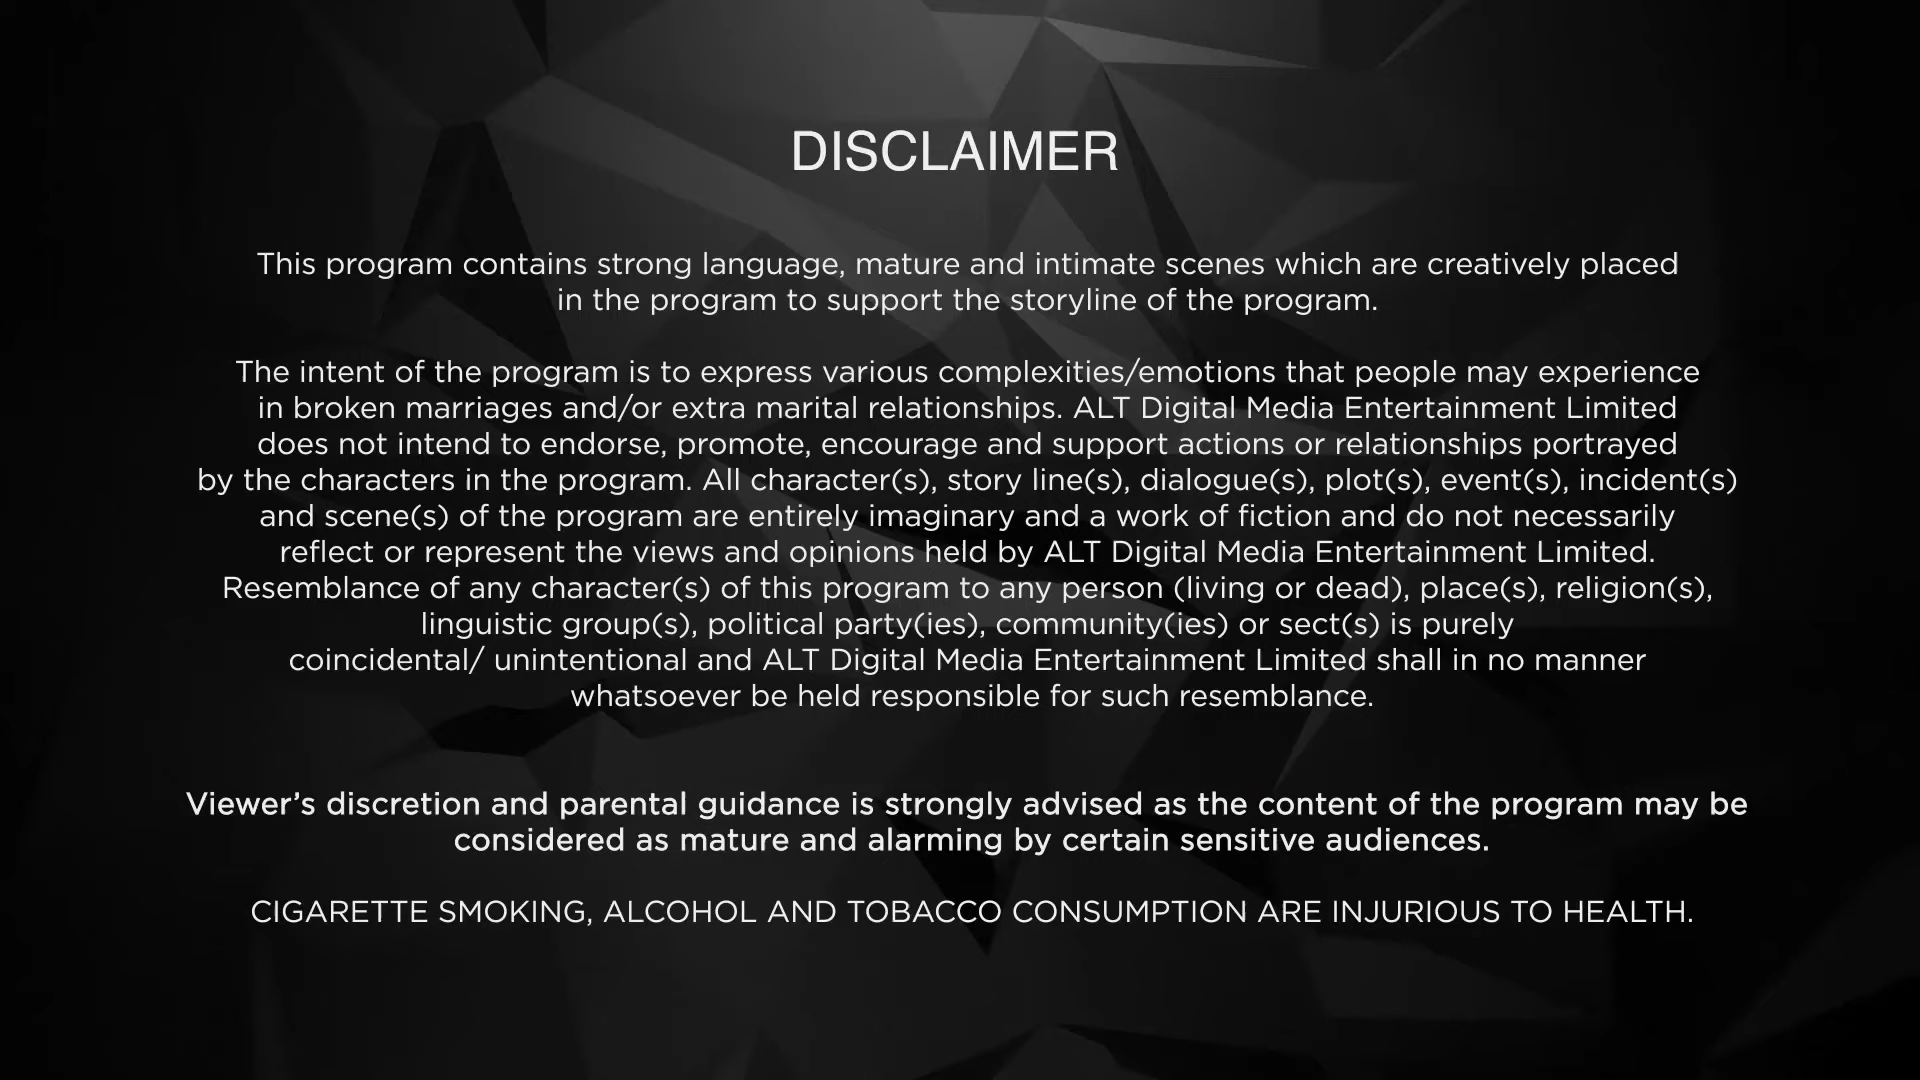 DISCLAIMER
This program contains strong language, mature and intimate scenes which are creatively placed
in the program to support the storyline of the program.
The intent of the program is to express various complexities/emotions that people may experience
in broken marriages and/or extra marital relationships. ALT Digital Media Entertainment Limited
does not intend to endorse, promote, encourage and support actions or relationships portrayed
by the characters in the program. All character(s), story line(s), dialogue(s), plot(s), event(s), incident(s)
and scene(s) of the program are entirely imaginary and a work of fiction and do not necessarily
reflect or represent the views and opinions held by ALT Digital Media Entertainment Limited.
Resemblance of any character(s) of this program to any person (living or dead), place(s), religion(s),
linguistic group(s), political party(ies), community(ies) or sect(s) is purely
coincidental/ unintentional and ALT Digital Media Entertainment Limited shall in no manner
whatsoever be held responsible for such resemblance.
Viewer’s discretion and parental guidance is strongly advised as the content of the program may be
considered as mature and alarming by certain sensitive audiences.
CIGARETTE SMOKING, ALCOHOL AND TOBACCO CONSUMPTION ARE INJURIOUS TO HEALTH.